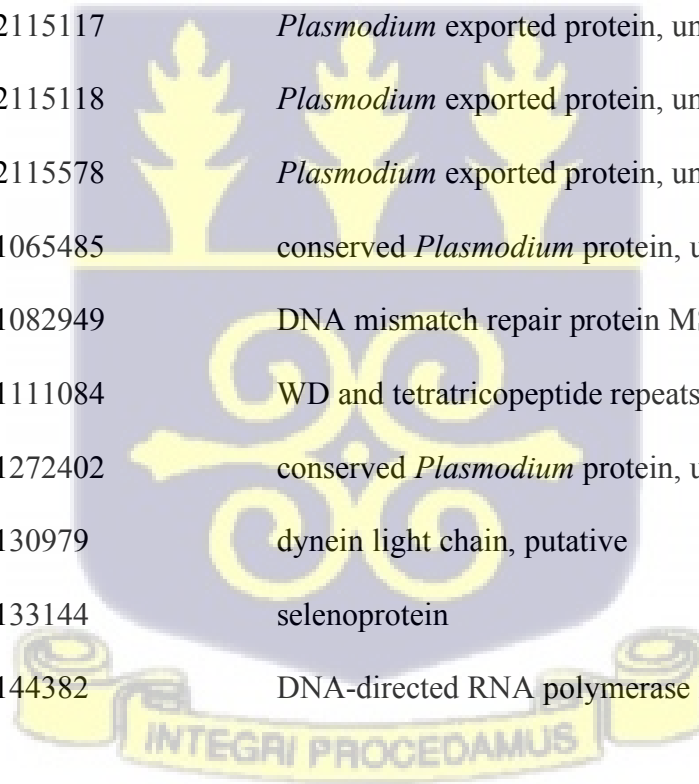 2115117 Plasmodium exported protein, un
2115118 Plasmodium exported protein, un
2115578 Plasmodium exported protein, un
1065485 conserved Plasmodium protein, u
1082949 DNA mismatch repair protein MS
1111084 WD and tetratricopeptide repeats
1272402 conserved Plasmodium protein, u
130979 dynein light chain, putative
133144 selenoprotein
144382 DNA-directed RNA polymerase
INTEGRI PROCEDAMUS